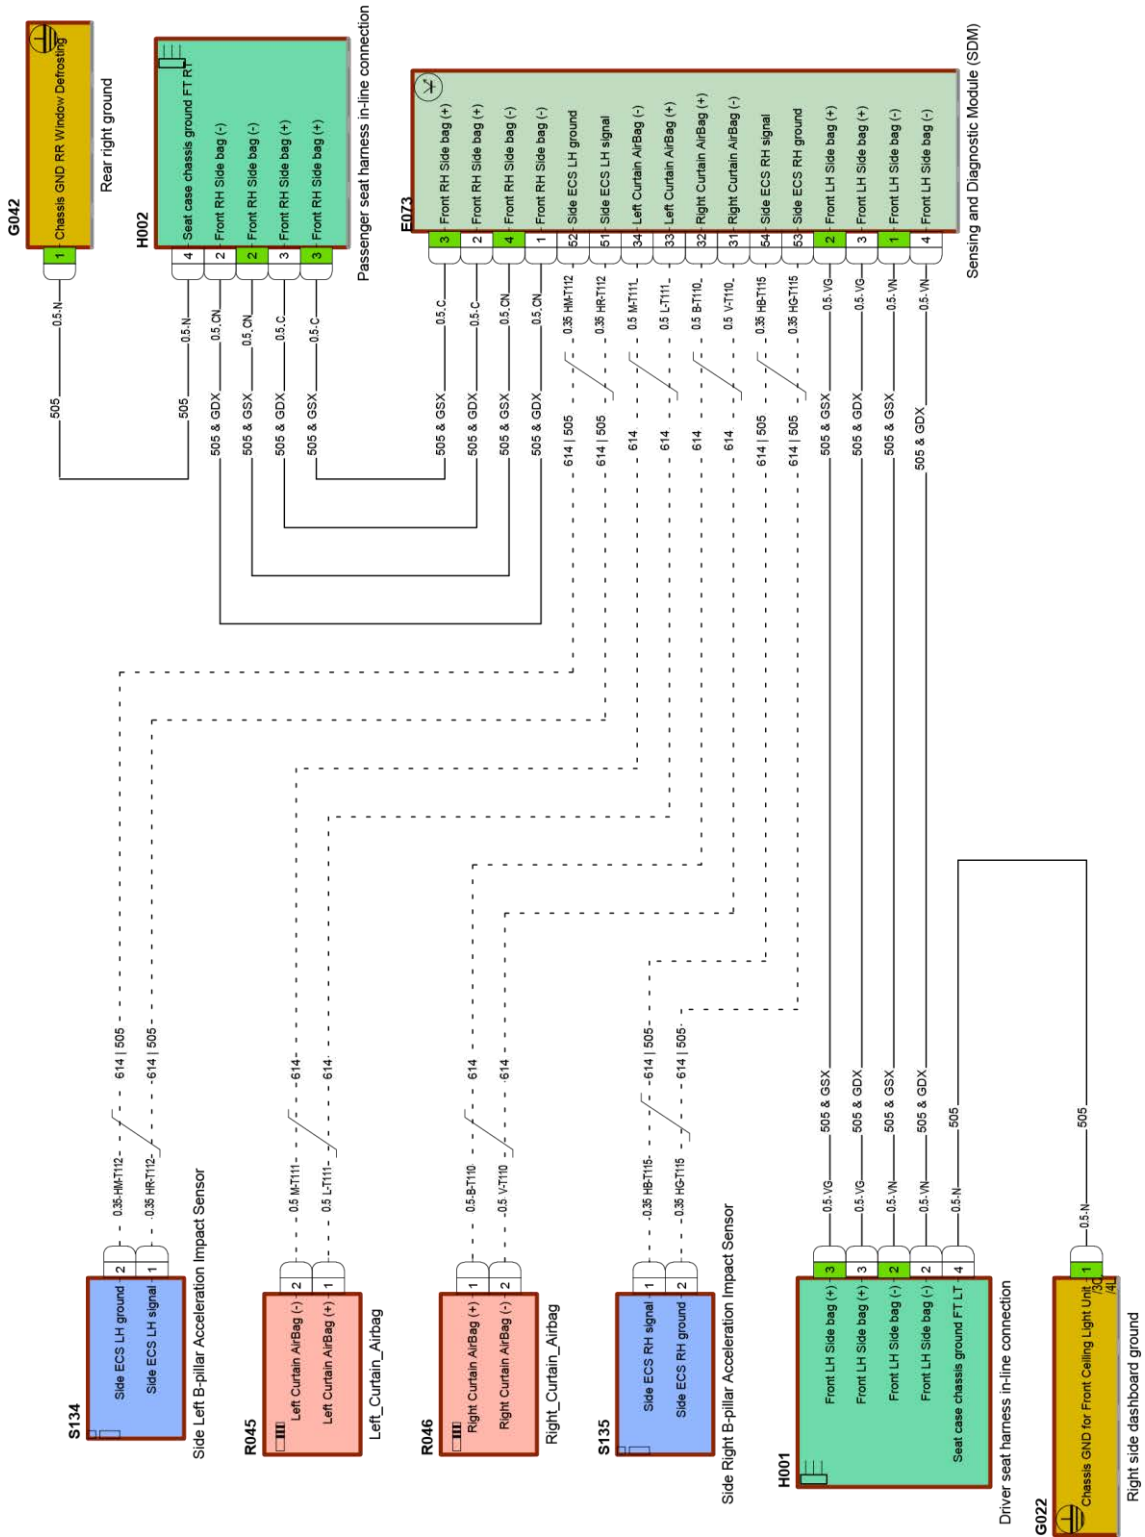 G042
Chassis GND RR Window Defrosting
1
0.5-N
505
Rear right ground
H002
Seat case chassis ground FT RT
Front RH Side bag (-)
Front RH Side bag (-)
Front RH Side bag (+)
Front RH Side bag (+)
4
2
2
3
3
0.5-N
0.5, CN
0.5, CN
0.5, C
0.5-C
505
505 & GDX
505 & GSX
505 & GDX
505 & GSX
Passenger seat harness in-line connection
E073
3 Front RH Side bag (+)
2 Front RH Side bag (+)
4 Front RH Side bag (-)
1 Front RH Side bag (-)
52 Side ECS LH ground
51 Side ECS LH signal
34 Left Curtain AirBag (-)
33 Left Curtain AirBag (+)
32 Right Curtain AirBag (+)
31 Right Curtain AirBag (-)
54 Side ECS RH signal
53 Side ECS RH ground
2 Front LH Side bag (+)
3 Front LH Side bag (+)
1 Front LH Side bag (-)
4 Front LH Side bag (-)
0.5, C
0.5-C
0.5, CN
0.5, CN
0.35 HM-T112
0.35 HR-T112
0.5 M-T111
0.5 L-T111
0.5 B-T110
0.5 V-T110
0.35 HB-T115
0.35 HG-T115
0.5-VG
0.5-VG
0.5-VN
0.5-VN
505 & GSX
505 & GDX
505 & GSX
505 & GDX
614 | 505
614 | 505
614
614
614
614
614 | 505
614 | 505
505 & GSX
505 & GDX
505 & GSX
505 & GDX
Sensing and Diagnostic Module (SDM)
S134
Side ECS LH ground
Side ECS LH signal
2
1
0.35-HM-T112
0.35 HR-T112
614 | 505
614 | 505
Side Left B-pillar Acceleration Impact Sensor
R045
Left Curtain AirBag (-)
Left Curtain AirBag (+)
2
1
0.5 M-T111
0.5 L-T111
614
614
Left_Curtain_Airbag
R046
Right Curtain AirBag (+)
Right Curtain AirBag (-)
1
2
0.5-B-T110
0.5 V-T110
614
614
Right_Curtain_Airbag
S135
Side ECS RH signal
Side ECS RH ground
1
2
0.35 HB-T115
0.35 HG-T115
614 | 505
614 | 505
Side Right B-pillar Acceleration Impact Sensor
H001
Front LH Side bag (+)
Front LH Side bag (+)
Front LH Side bag (-)
Front LH Side bag (-)
Seat case chassis ground FT LT
3
3
2
2
4
0.5-VG
0.5-VG
0.5-VN
0.5-VN
0.5-N
505 & GSX
505 & GDX
505 & GSX
505 & GDX
505
Driver seat harness in-line connection
G022
Chassis GND for Front Ceiling Light Unit
1
/4L
0.5-N
505
Right side dashboard ground